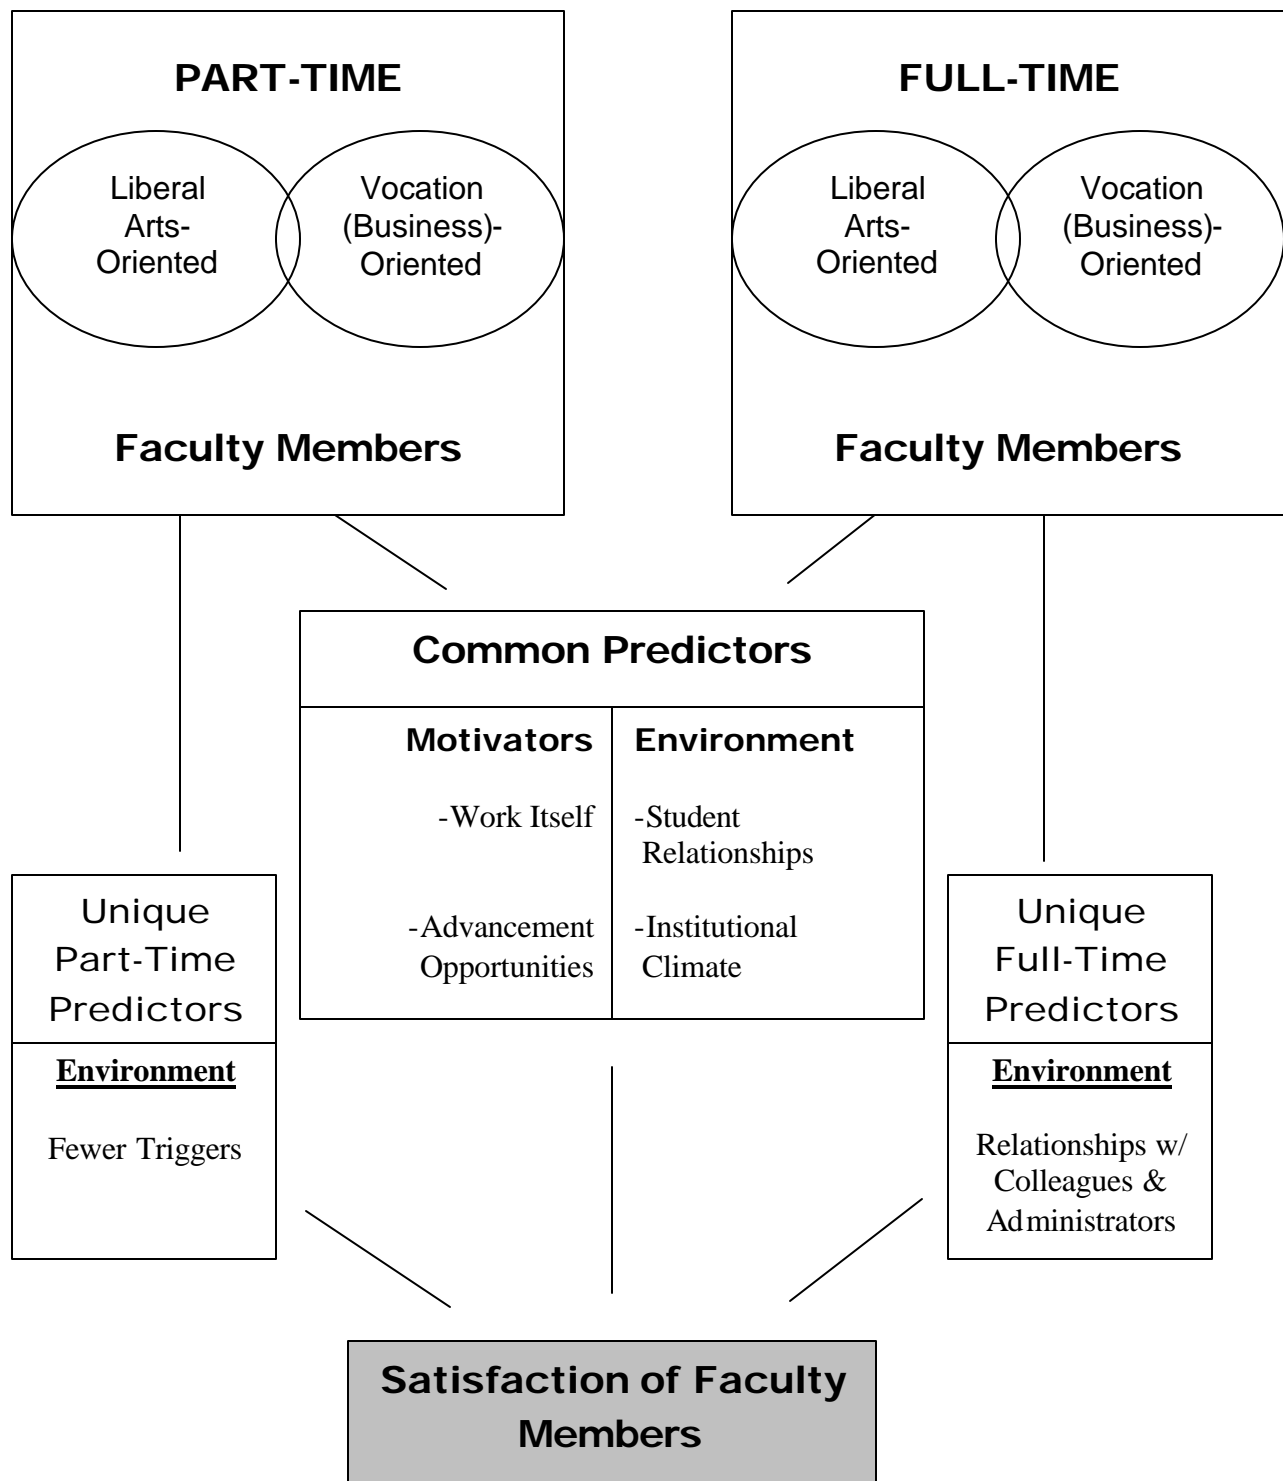 PART-TIME
Liberal
Arts-
Oriented
Vocation
(Business)-
Oriented
Faculty Members
FULL-TIME
Liberal
Arts-
Oriented
Vocation
(Business)-
Oriented
Faculty Members
Common Predictors
Motivators
-Work Itself
-Advancement
Opportunities
Environment
-Student
Relationships
-Institutional
Climate
Unique
Part-Time
Predictors
Environment
Fewer Triggers
Unique
Full-Time
Predictors
Environment
Relationships w/
Colleagues &
Administrators
Satisfaction of Faculty
Members